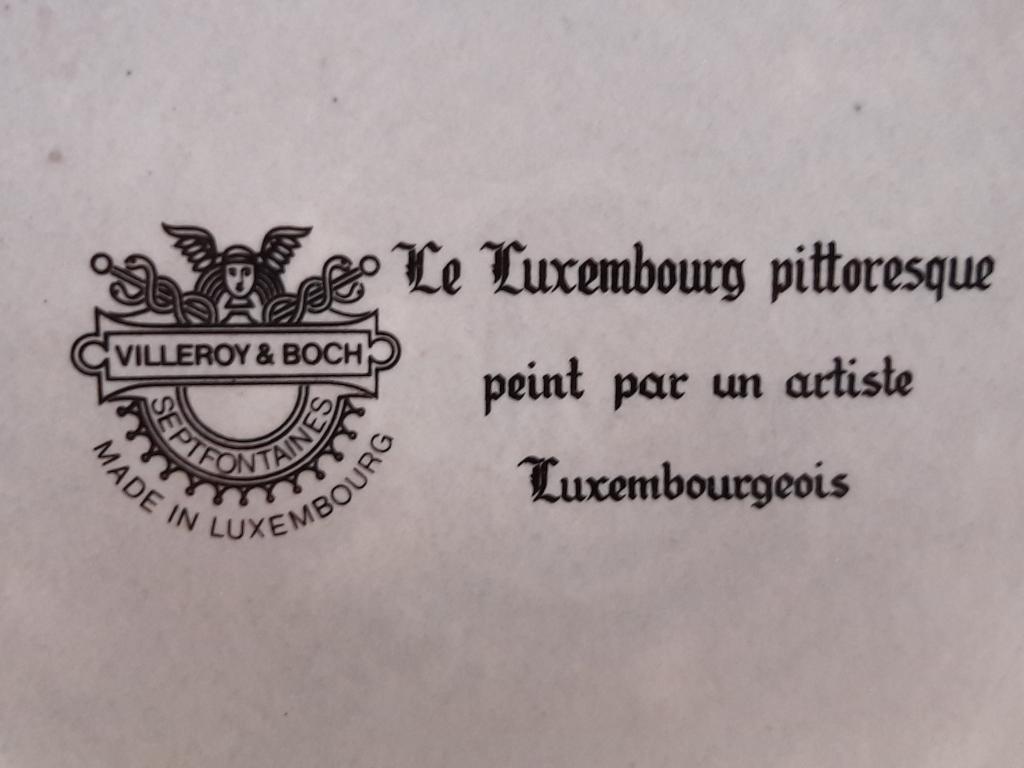 VILLEROY & BOCH
SEPTFONTAINES
MADE IN LUXEMBOURG
Le Luxembourg pittoresque
peint par un artiste
Luxembourgeois